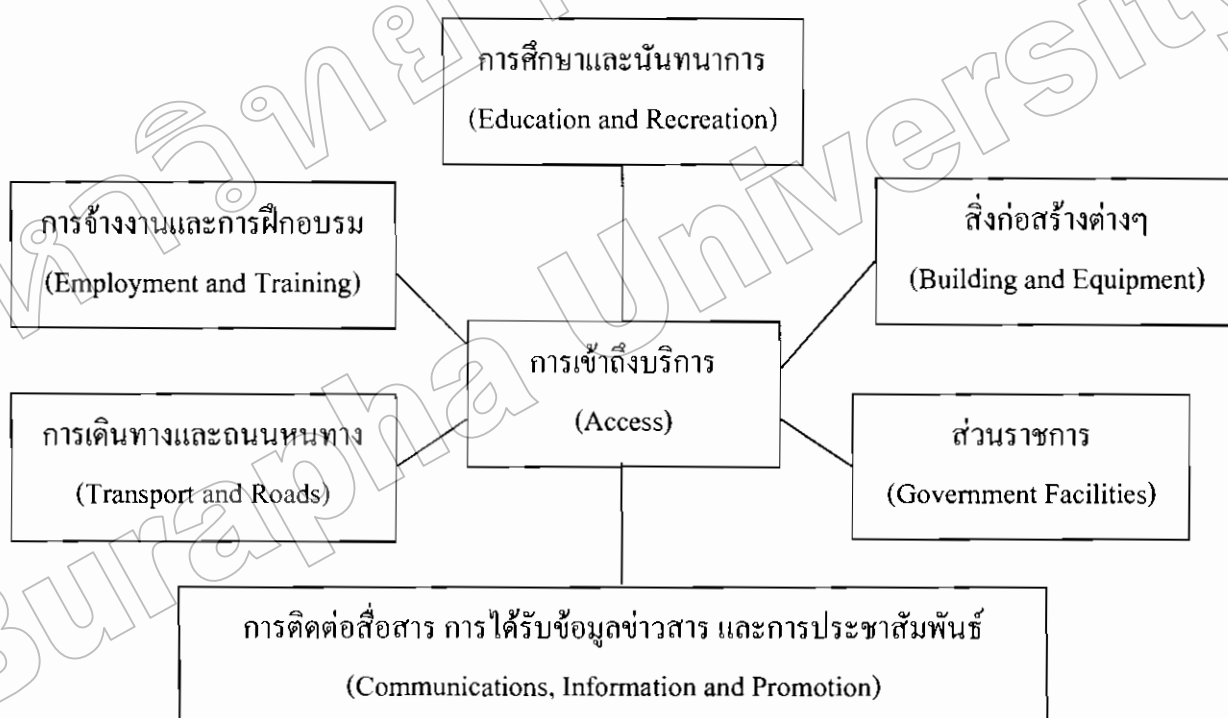 การศึกษาและนันทนาการ
(Education and Recreation)
การจ้างงานและการฝึกอบรม
(Employment and Training)
สิ่งก่อสร้างต่างๆ
(Building and Equipment)
การเข้าถึงบริการ
(Access)
การเดินทางและถนนหนทาง
(Transport and Roads)
ส่วนราชการ
(Government Facilities)
การติดต่อสื่อสาร การได้รับข้อมูลข่าวสาร และการประชาสัมพันธ์
(Communications, Information and Promotion)
Burapha University